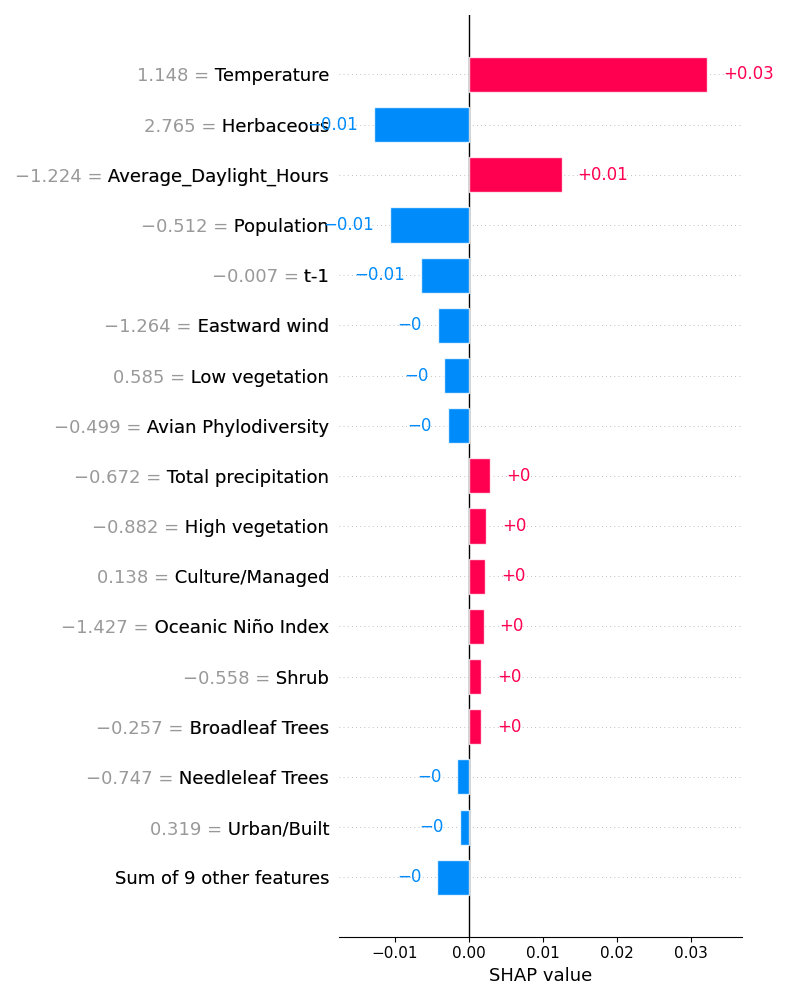 1.148 = Temperature +0.03
2.765 = Herbaceous −0.01
−1.224 = Average_Daylight_Hours +0.01
−0.512 = Population −0.01
−0.007 = t-1 −0.01
−1.264 = Eastward wind −0
0.585 = Low vegetation −0
−0.499 = Avian Phylodiversity −0
−0.672 = Total precipitation +0
−0.882 = High vegetation +0
0.138 = Culture/Managed +0
−1.427 = Oceanic Niño Index +0
−0.558 = Shrub +0
−0.257 = Broadleaf Trees +0
−0.747 = Needleleaf Trees −0
0.319 = Urban/Built −0
Sum of 9 other features −0
−0.01 0.00 0.01 0.02 0.03
SHAP value